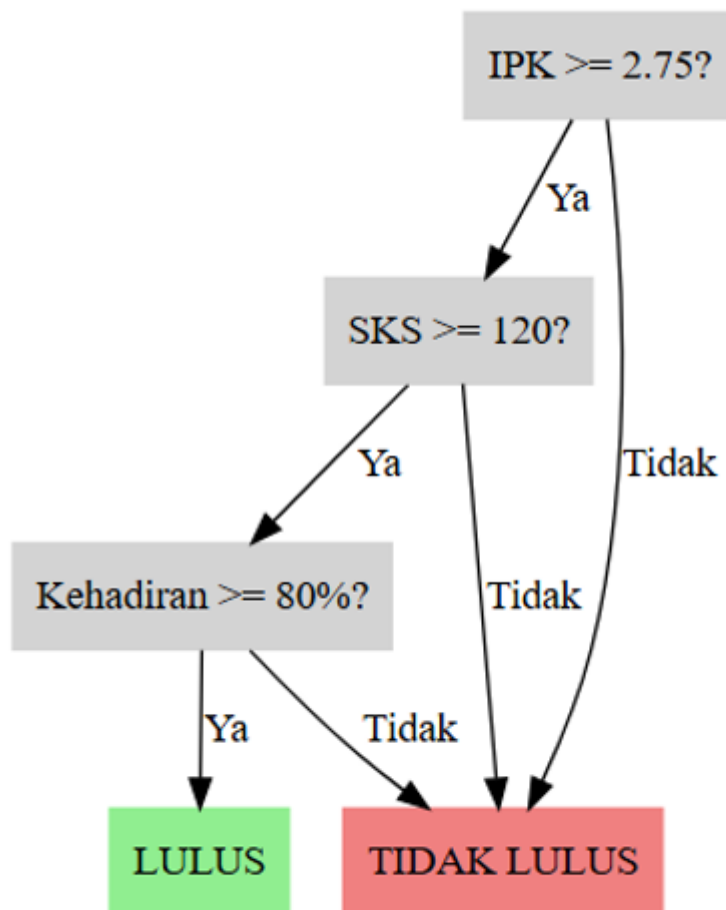 IPK >= 2.75?
Ya
SKS >= 120?
Ya
Tidak
Kehadiran >= 80%?
Tidak
Ya
Tidak
LULUS
TIDAK LULUS